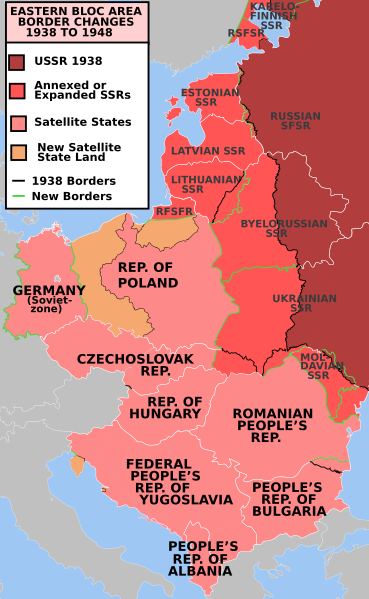 EASTERN BLOC AREA
BORDER CHANGES
1938 TO 1948
USSR 1938
Annexed or
Expanded SSRs
Satellite States
New Satellite
State Land
1938 Borders
New Borders
KARELO-
FINNISH
SSR
RSFSR
ESTONIAN
SSR
RUSSIAN
SFSR
LATVIAN SSR
LITHUANIAN
SSR
RFSFR
BYELORUSSIAN
SSR
REP. OF
POLAND
GERMANY
(Soviet-
zone)
UKRAINIAN
SSR
CZECHOSLOVAK
REP.
MOL-
DAVIAN
SSR
REP. OF
HUNGARY
ROMANIAN
PEOPLE'S
REP.
FEDERAL
PEOPLE'S
REP. OF
YUGOSLAVIA
PEOPLE'S
REP. OF
BULGARIA
PEOPLE'S
REP. OF
ALBANIA